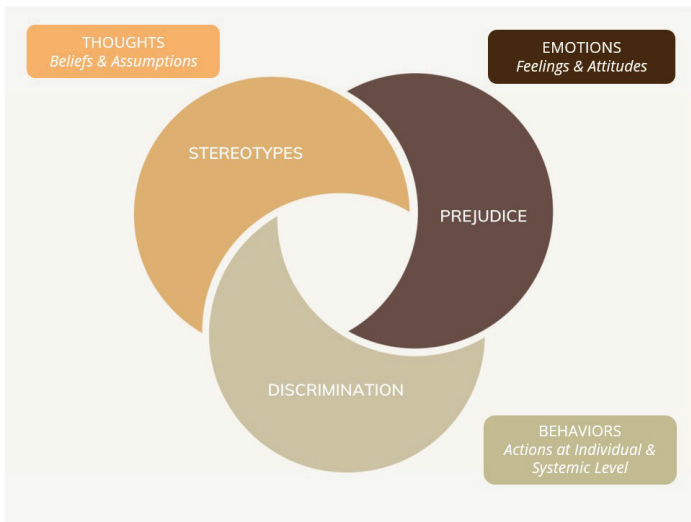 THOUGHTS
Beliefs & Assumptions
EMOTIONS
Feelings & Attitudes
STEREOTYPES
PREJUDICE
DISCRIMINATION
BEHAVIORS
Actions at Individual &
Systemic Level